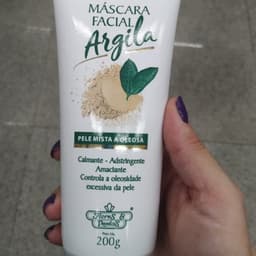 MÁSCARA
FACIAL
Argila
PELE MISTA A OLEOSA
Calmante - Adstringente
Amaciante
Controla a oleosidade
excessiva da pele
200g